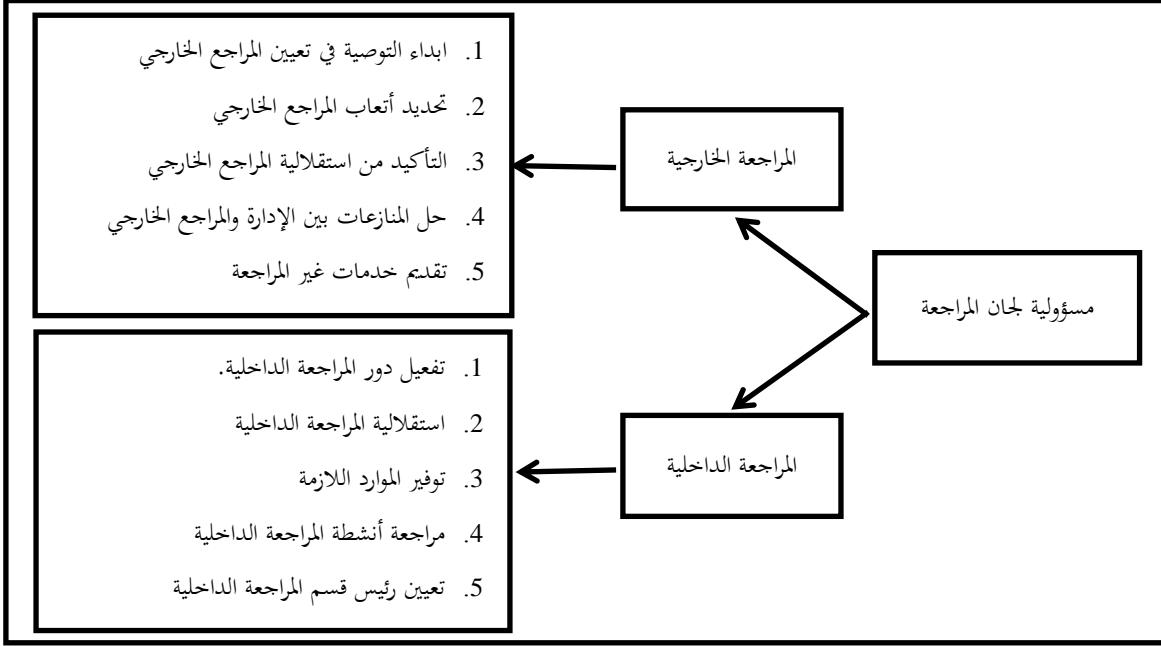 مسؤولية لجان المراجعة
المراجعة الخارجية
1. ابداء التوصية في تعيين المراجع الخارجي
2. تحديد أتعاب المراجع الخارجي
3. التأكيد من استقلالية المراجع الخارجي
4. حل المنازعات بين الإدارة والمراجع الخارجي
5. تقديم خدمات غير المراجعة
المراجعة الداخلية
1. تفعيل دور المراجعة الداخلية.
2. استقلالية المراجعة الداخلية
3. توفير الموارد اللازمة
4. مراجعة أنشطة المراجعة الداخلية
5. تعيين رئيس قسم المراجعة الداخلية